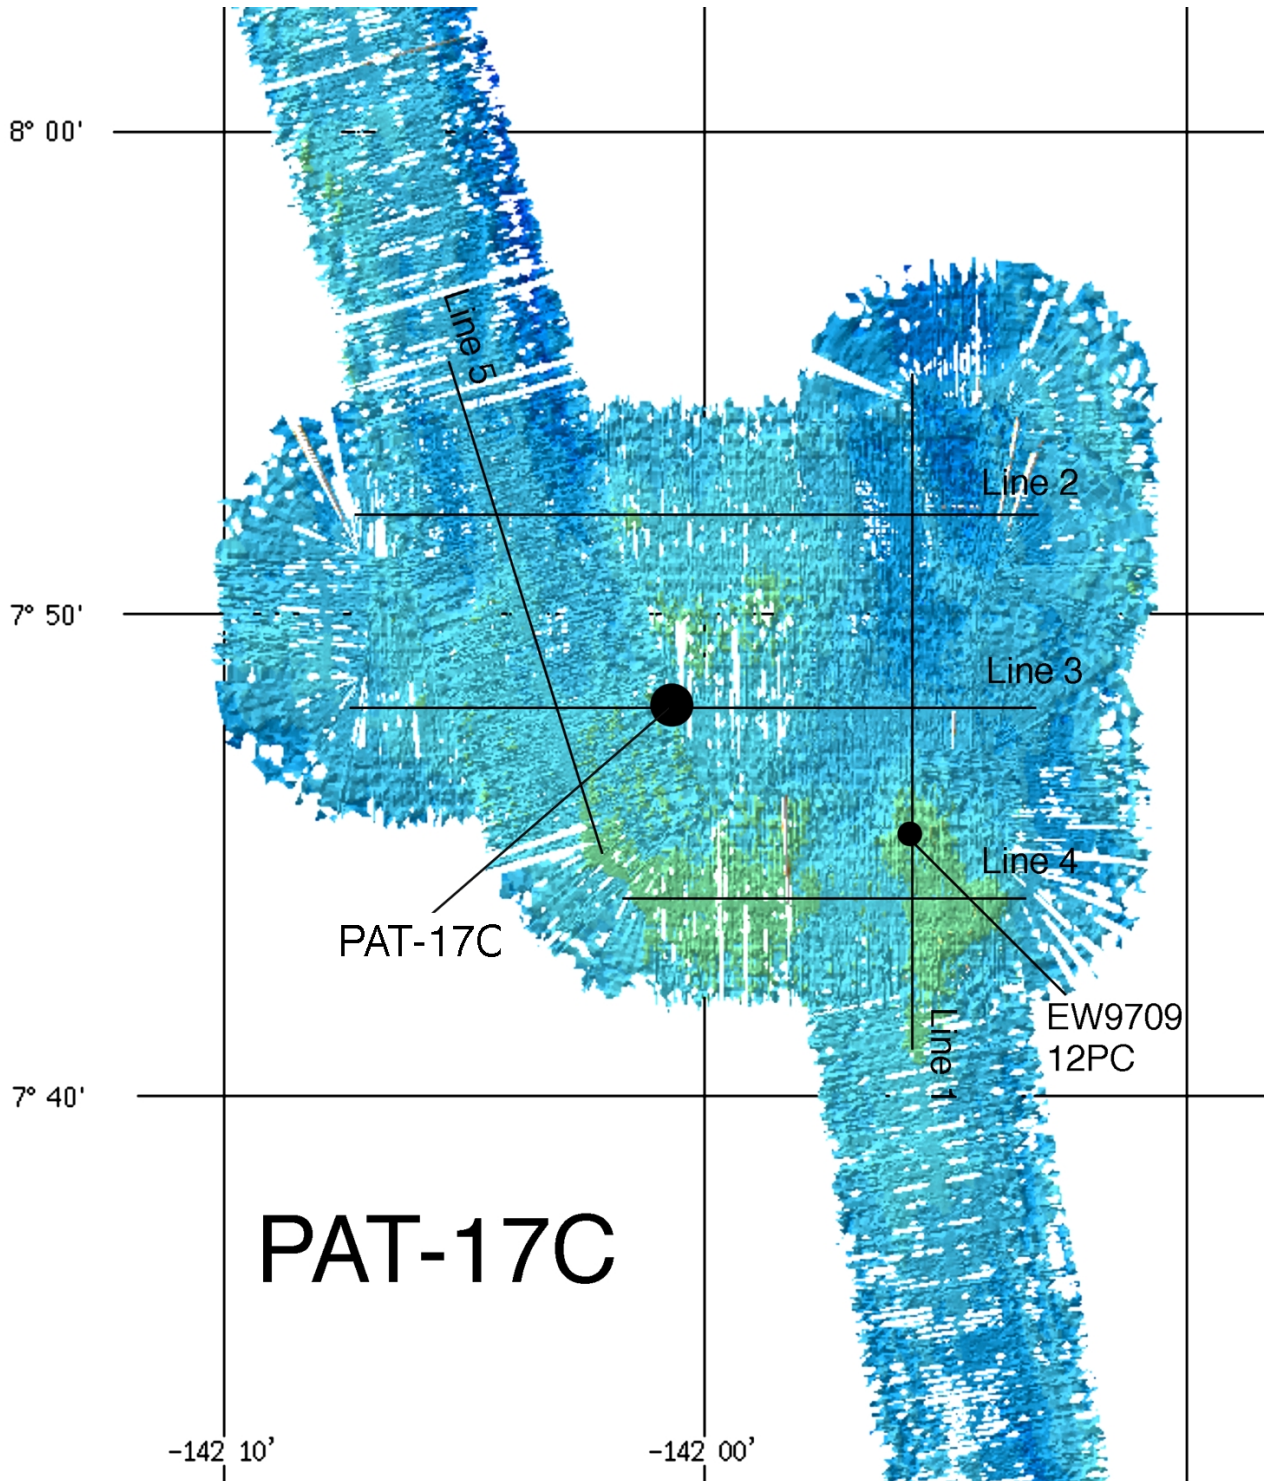 8° 00'
Line 5
Line 2
7° 50'
Line 3
Line 4
PAT-17C
EW9709
12PC
Line 1
7° 40'
PAT-17C
-142 10'
-142 00'